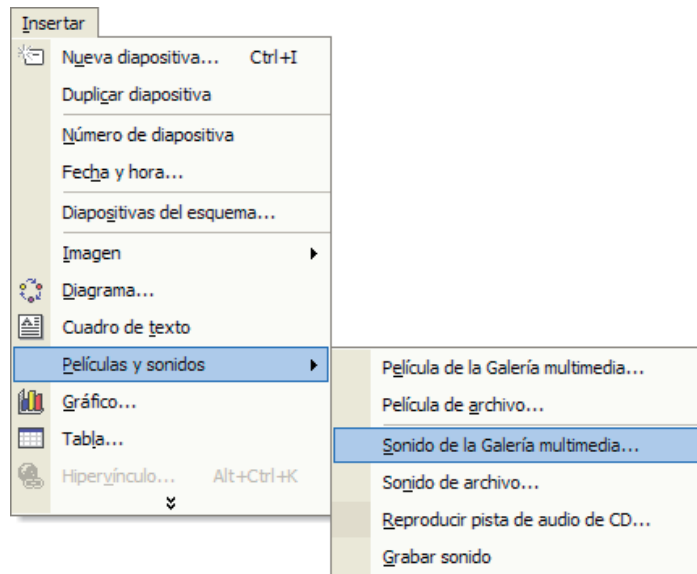 Insertar
Nueva diapositiva... Ctrl+I
Duplicar diapositiva
Número de diapositiva
Fecha y hora...
Diapositivas del esquema...
Imagen
Diagrama...
Cuadro de texto
Películas y sonidos
Gráfico...
Tabla...
Hipervínculo... Alt+Ctrl+K
Película de la Galería multimedia...
Película de archivo...
Sonido de la Galería multimedia...
Sonido de archivo...
Reproducir pista de audio de CD...
Grabar sonido